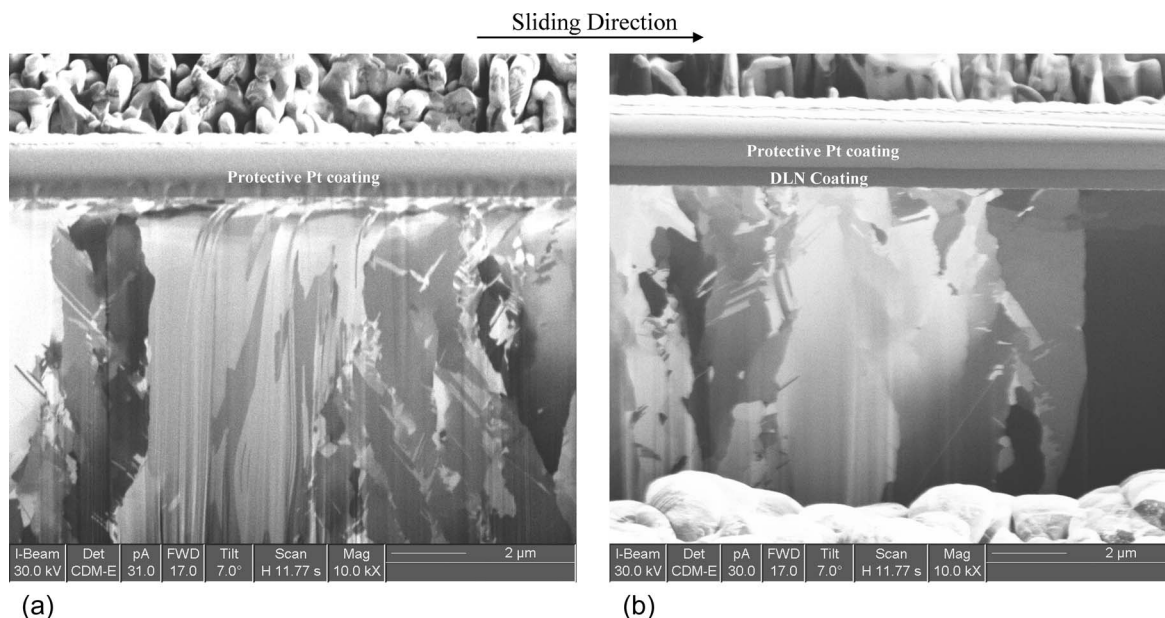 Sliding Direction
Protective Pt coating
I-Beam Det pA FWD Tilt Scan Mag 2 µm
30.0 kV CDM-E 31.0 17.0 7.0° H 11.77 s 10.0 kX
(a)
Protective Pt coating
DLN Coating
I-Beam Det pA FWD Tilt Scan Mag 2 µm
30.0 kV CDM-E 30.0 17.0 7.0° H 11.77 s 10.0 kX
(b)